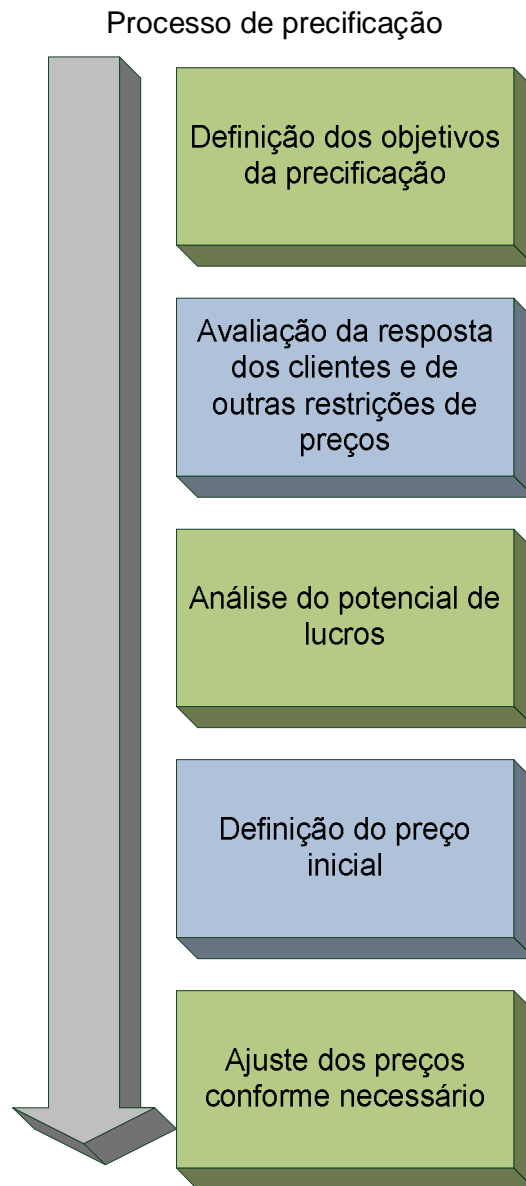 Processo de precificação
Definição dos objetivos
da precificação
Avaliação da resposta
dos clientes e de
outras restrições de
preços
Análise do potencial de
lucros
Definição do preço
inicial
Ajuste dos preços
conforme necessário